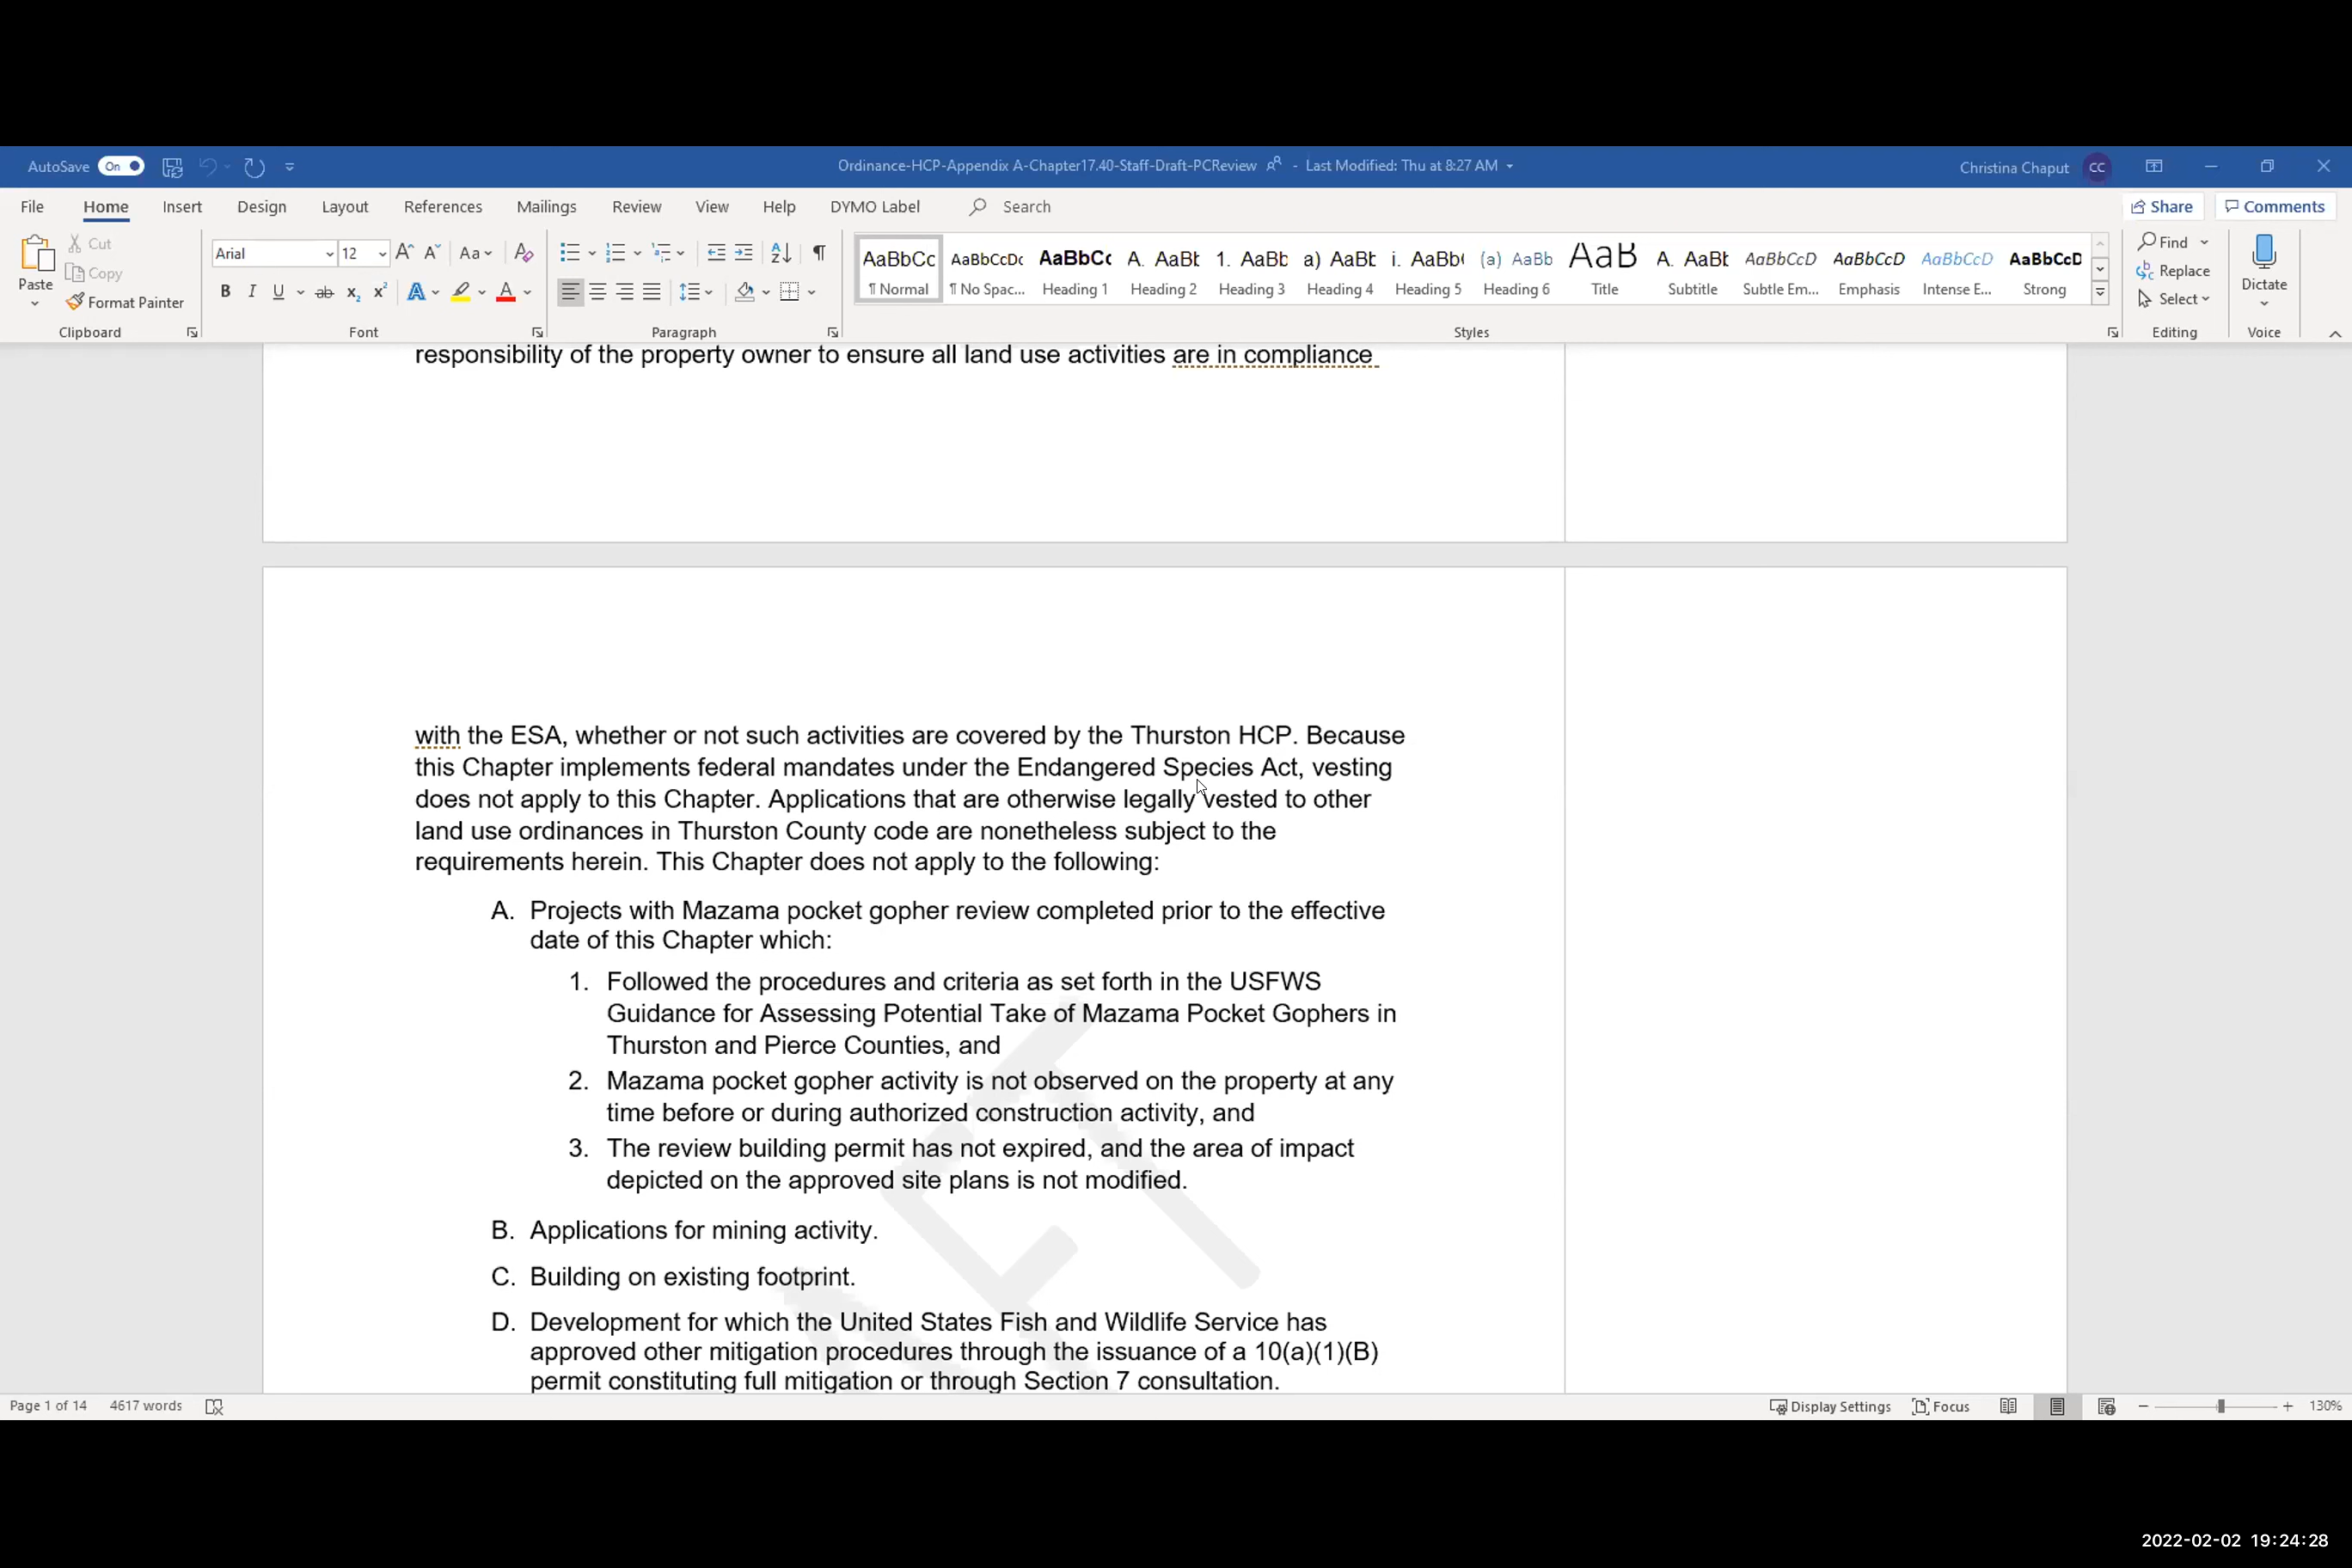 AutoSave On Ordinance-HCP-Appendix A-Chapter17.40-Staff-Draft-PCReview - Last Modified: Thu at 8:27 AM Christina Chaput CC
File Home Insert Design Layout References Mailings Review View Help DYMO Label Search Share Comments
Paste Cut Copy Format Painter
Clipboard
Arial 12 Aa
B I U ab x2 x2 A A
Font
Paragraph
AaBbCc ¶ Normal
AaBbCcDc ¶ No Spac...
AaBbCc Heading 1
A. AaBb Heading 2
1. AaBb Heading 3
a) AaBb Heading 4
i. AaBb Heading 5
(a) AaBb Heading 6
AaB Title
A. AaBb Subtitle
AaBbCcD Subtle Em...
AaBbCcD Emphasis
AaBbCcD Intense E...
AaBbCcD Strong
Styles
Find
Replace
Select
Editing
Dictate
Voice
responsibility of the property owner to ensure all land use activities are in compliance
with the ESA, whether or not such activities are covered by the Thurston HCP. Because
this Chapter implements federal mandates under the Endangered Species Act, vesting
does not apply to this Chapter. Applications that are otherwise legally vested to other
land use ordinances in Thurston County code are nonetheless subject to the
requirements herein. This Chapter does not apply to the following:
A. Projects with Mazama pocket gopher review completed prior to the effective
date of this Chapter which:
1. Followed the procedures and criteria as set forth in the USFWS
Guidance for Assessing Potential Take of Mazama Pocket Gophers in
Thurston and Pierce Counties, and
2. Mazama pocket gopher activity is not observed on the property at any
time before or during authorized construction activity, and
3. The review building permit has not expired, and the area of impact
depicted on the approved site plans is not modified.
B. Applications for mining activity.
C. Building on existing footprint.
D. Development for which the United States Fish and Wildlife Service has
approved other mitigation procedures through the issuance of a 10(a)(1)(B)
permit constituting full mitigation or through Section 7 consultation.
Page 1 of 14 4617 words Display Settings Focus 130%
2022-02-02 19:24:28